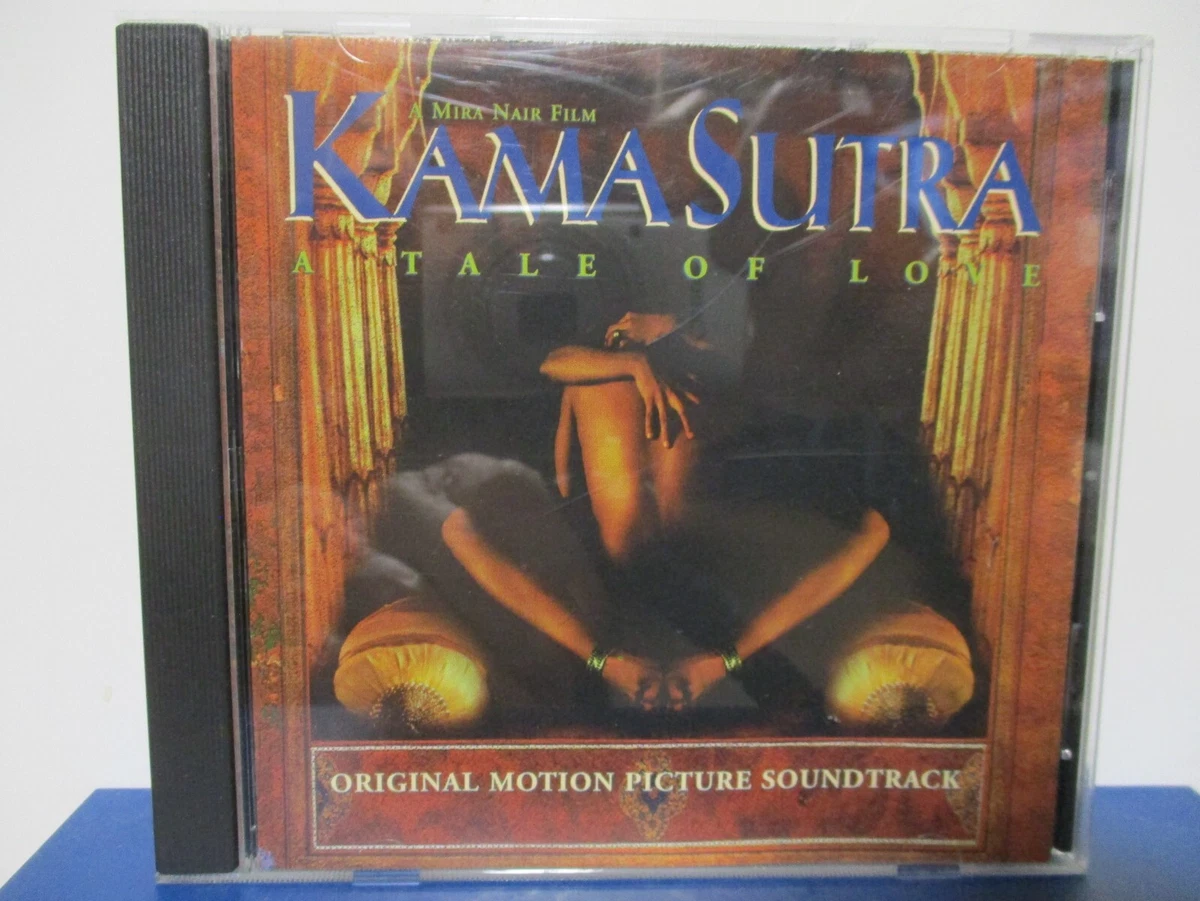 A MIRA NAIR FILM
KAMA SUTRA
A TALE OF LOVE
ORIGINAL MOTION PICTURE SOUNDTRACK